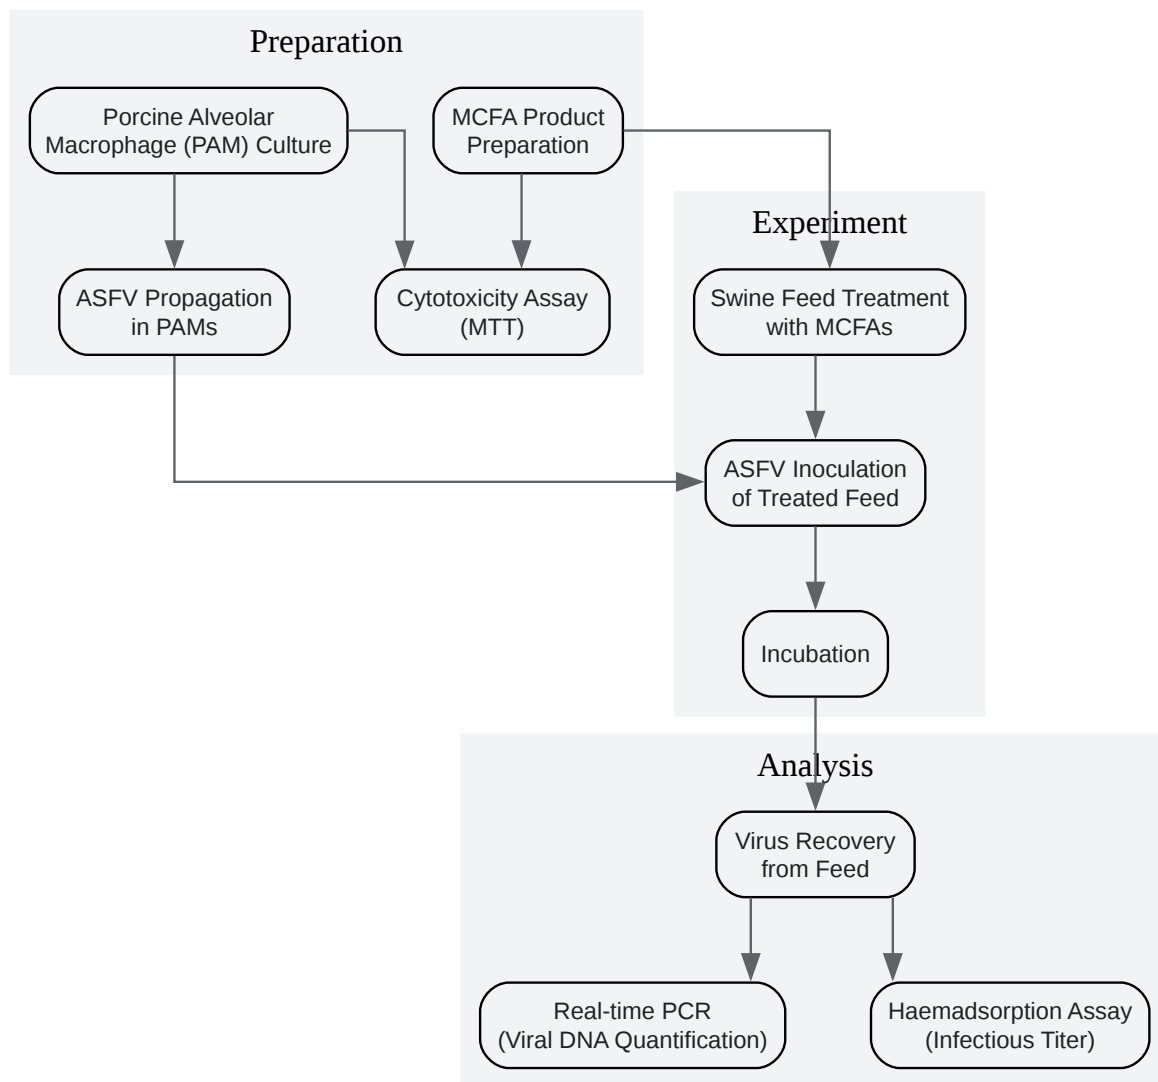 Preparation
Porcine Alveolar
Macrophage (PAM) Culture
MCFA Product
Preparation
ASFV Propagation
in PAMs
Cytotoxicity Assay
(MTT)
Experiment
Swine Feed Treatment
with MCFAs
ASFV Inoculation
of Treated Feed
Incubation
Analysis
Virus Recovery
from Feed
Real-time PCR
(Viral DNA Quantification)
Haemadsorption Assay
(Infectious Titer)